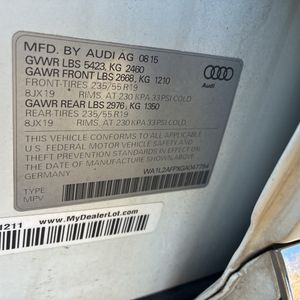 MFD. BY AUDI AG 08 15
GVWR LBS 5423, KG 2460
GAWR FRONT LBS 2668, KG 1210
FRONT-TIRES 235/55 R19
8JX19 RIMS, AT 230 KPA 33 PSI COLD
GAWR REAR LBS 2976, KG 1350
REAR-TIRES 235/55 R19
8JX19 RIMS, AT 230 KPA 33 PSI COLD
Audi
THIS VEHICLE CONFORMS TO ALL APPLICABLE
U.S. FEDERAL MOTOR VEHICLE SAFETY AND
THEFT PREVENTION STANDARDS IN EFFECT
ON THE DATE OF MANUFACTURE SHOWN ABOVE.
GERMANY
TYPE:
MPV
1211 www.MyDealerLot.com